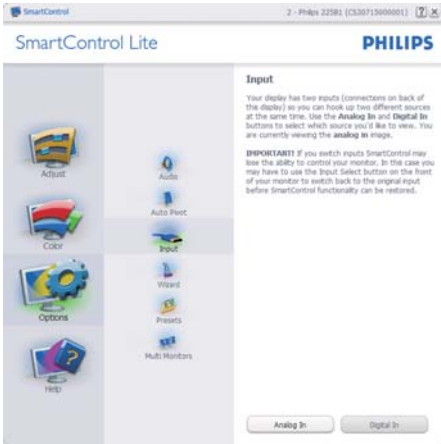 SmartControl
2 - Philips 225B1 (CS30715000001)
SmartControl Lite
PHILIPS
Adjust
Color
Options
Help
Audio
Auto Pivot
Input
Wizard
Presets
Multi Monitors
Input
Your display has two inputs (connections on back of
the display) so you can hook up two different sources
at the same time. Use the Analog In and Digital In
buttons to select which source you'd like to view. You
are currently viewing the analog in image.
IMPORTANT! If you switch inputs SmartControl may
lose the ability to control your monitor. In this case you
may have to use the Input Select button on the front
of your monitor to switch back to the original input
before SmartControl functionality can be restored.
Analog In
Digital In